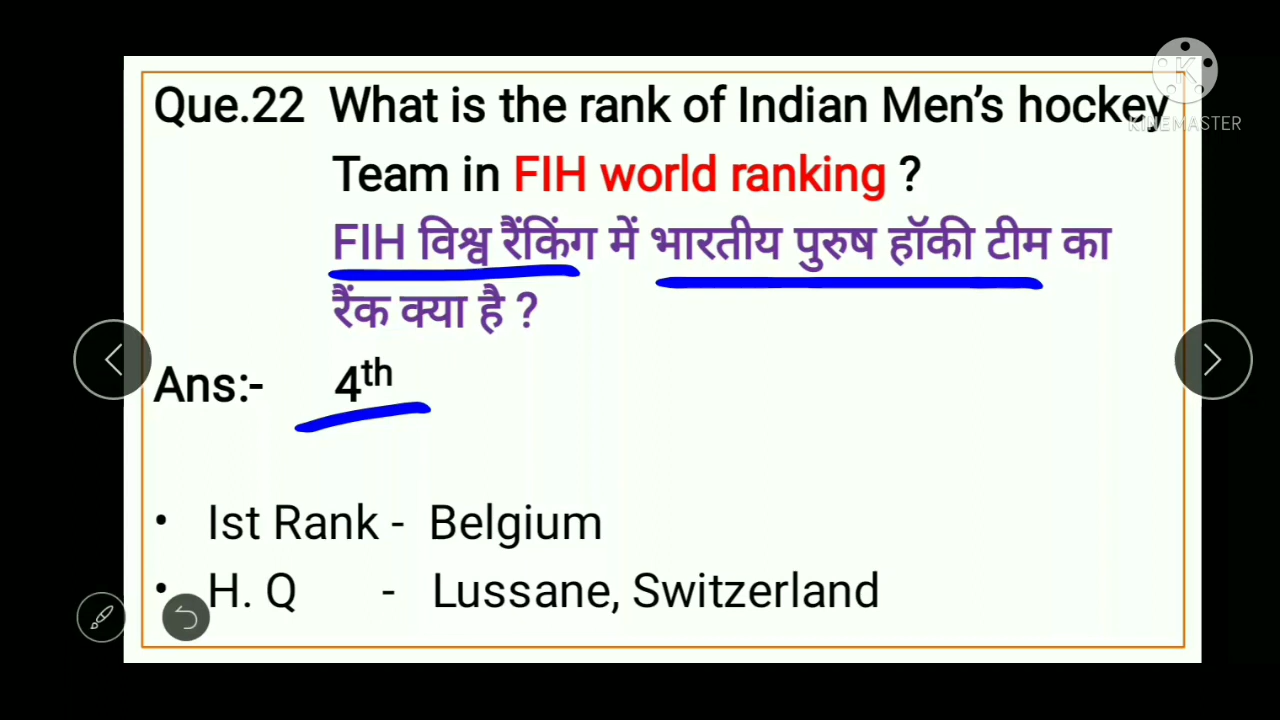 Que.22 What is the rank of Indian Men's hockey
KINEMASTER
Team in FIH world ranking ?
FIH विश्व रैंकिंग में भारतीय पुरुष हॉकी टीम का
रैंक क्या है ?
Ans:- 4th
• Ist Rank - Belgium
• H. Q - Lussane, Switzerland